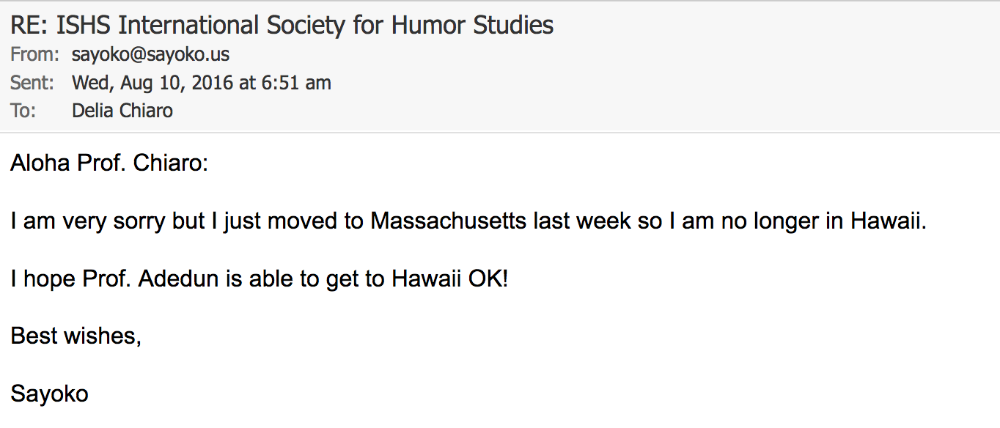 RE: ISHS International Society for Humor Studies
From: sayoko@sayoko.us
Sent: Wed, Aug 10, 2016 at 6:51 am
To: Delia Chiaro
Aloha Prof. Chiaro:
I am very sorry but I just moved to Massachusetts last week so I am no longer in Hawaii.
I hope Prof. Adedun is able to get to Hawaii OK!
Best wishes,
Sayoko